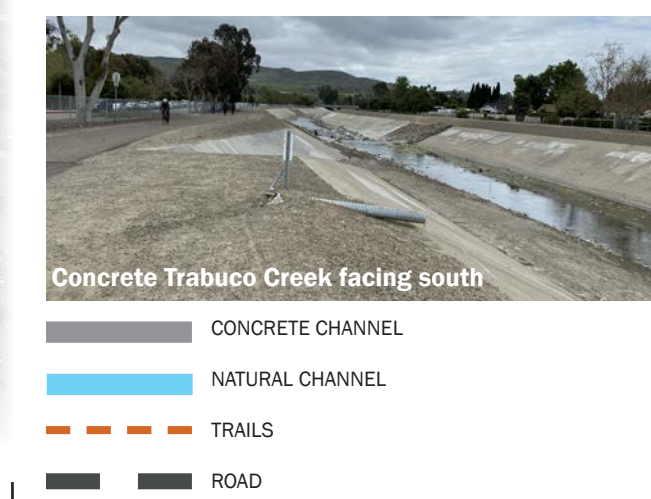 Concrete Trabuco Creek facing south
CONCRETE CHANNEL
NATURAL CHANNEL
TRAILS
ROAD